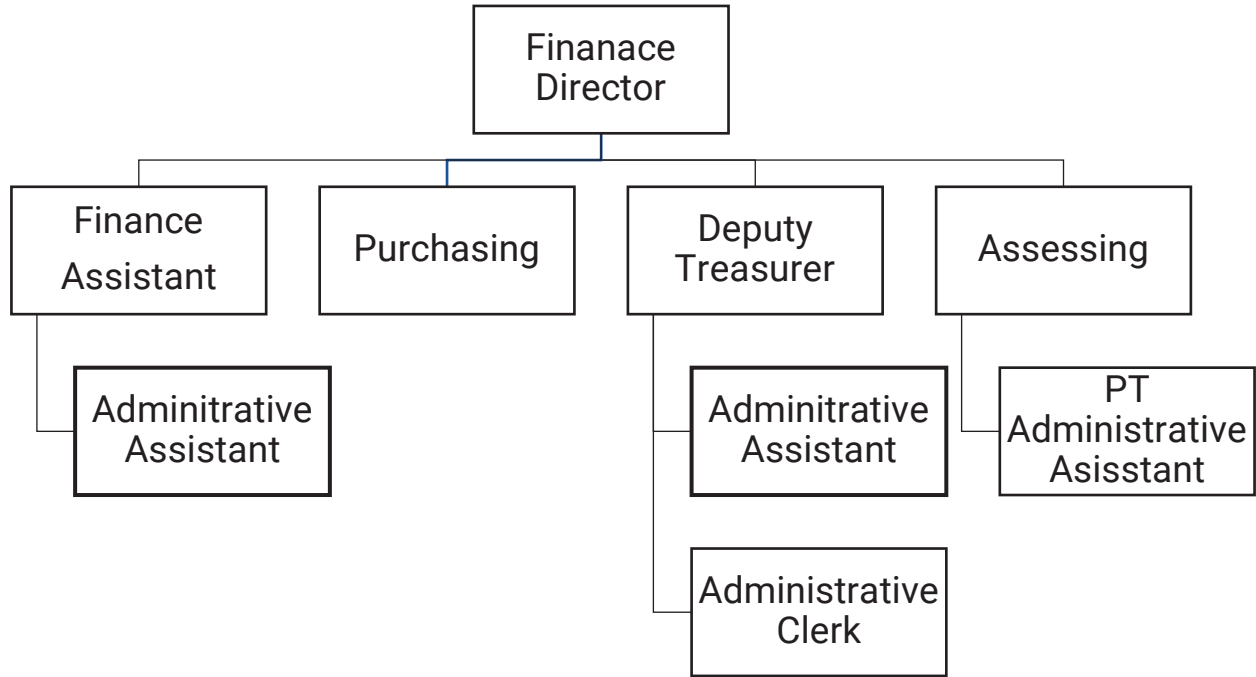 Finanace
Director
Finance
Assistant
Purchasing
Deputy
Treasurer
Assessing
Adminitrative
Assistant
Adminitrative
Assistant
PT
Administrative
Asisstant
Administrative
Clerk